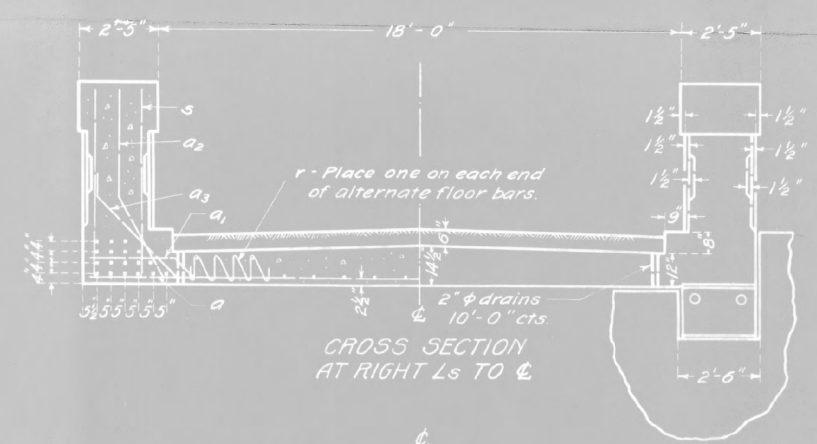 2'-5" 18'-0" 2'-5"
s
a2
1½" 1½"
1½" 1½"
r - Place one on each end
of alternate floor bars.
a3
1½" 1½"
a1
9"
6"
8"
14½"
12"
2½"
a
5½" 5" 5" 5" 5" 5"
℄
2" ϕ drains
10'-0" cts.
CROSS SECTION
AT RIGHT Ls TO ℄
2'-6"
℄